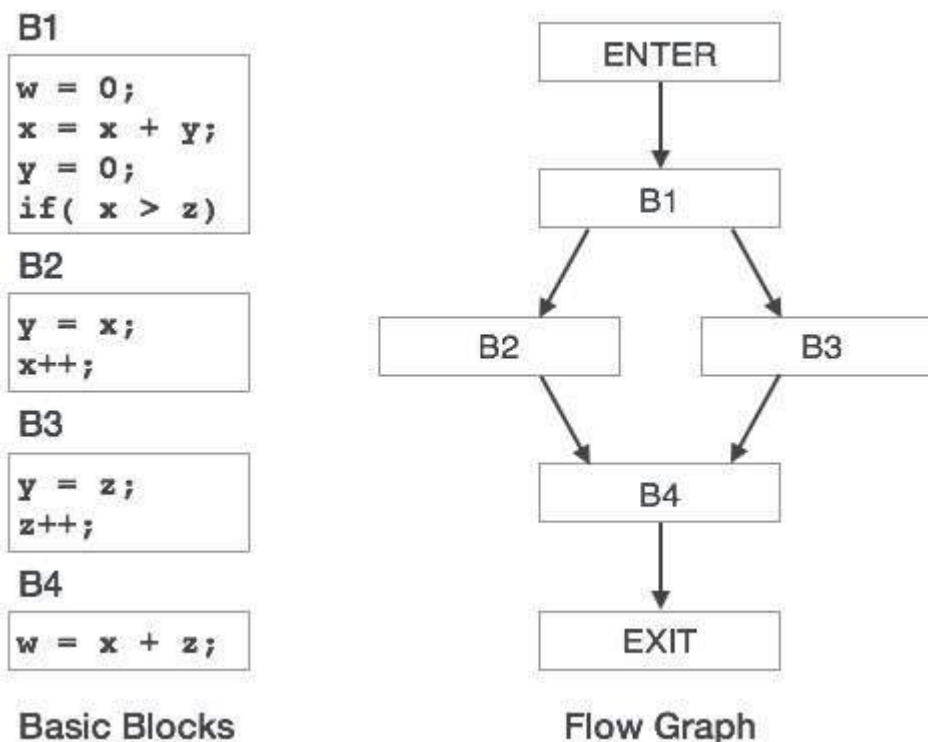 B1
w = 0;
x = x + y;
y = 0;
if( x > z)
B2
y = x;
x++;
B3
y = z;
z++;
B4
w = x + z;
Basic Blocks
ENTER
B1
B2
B3
B4
EXIT
Flow Graph